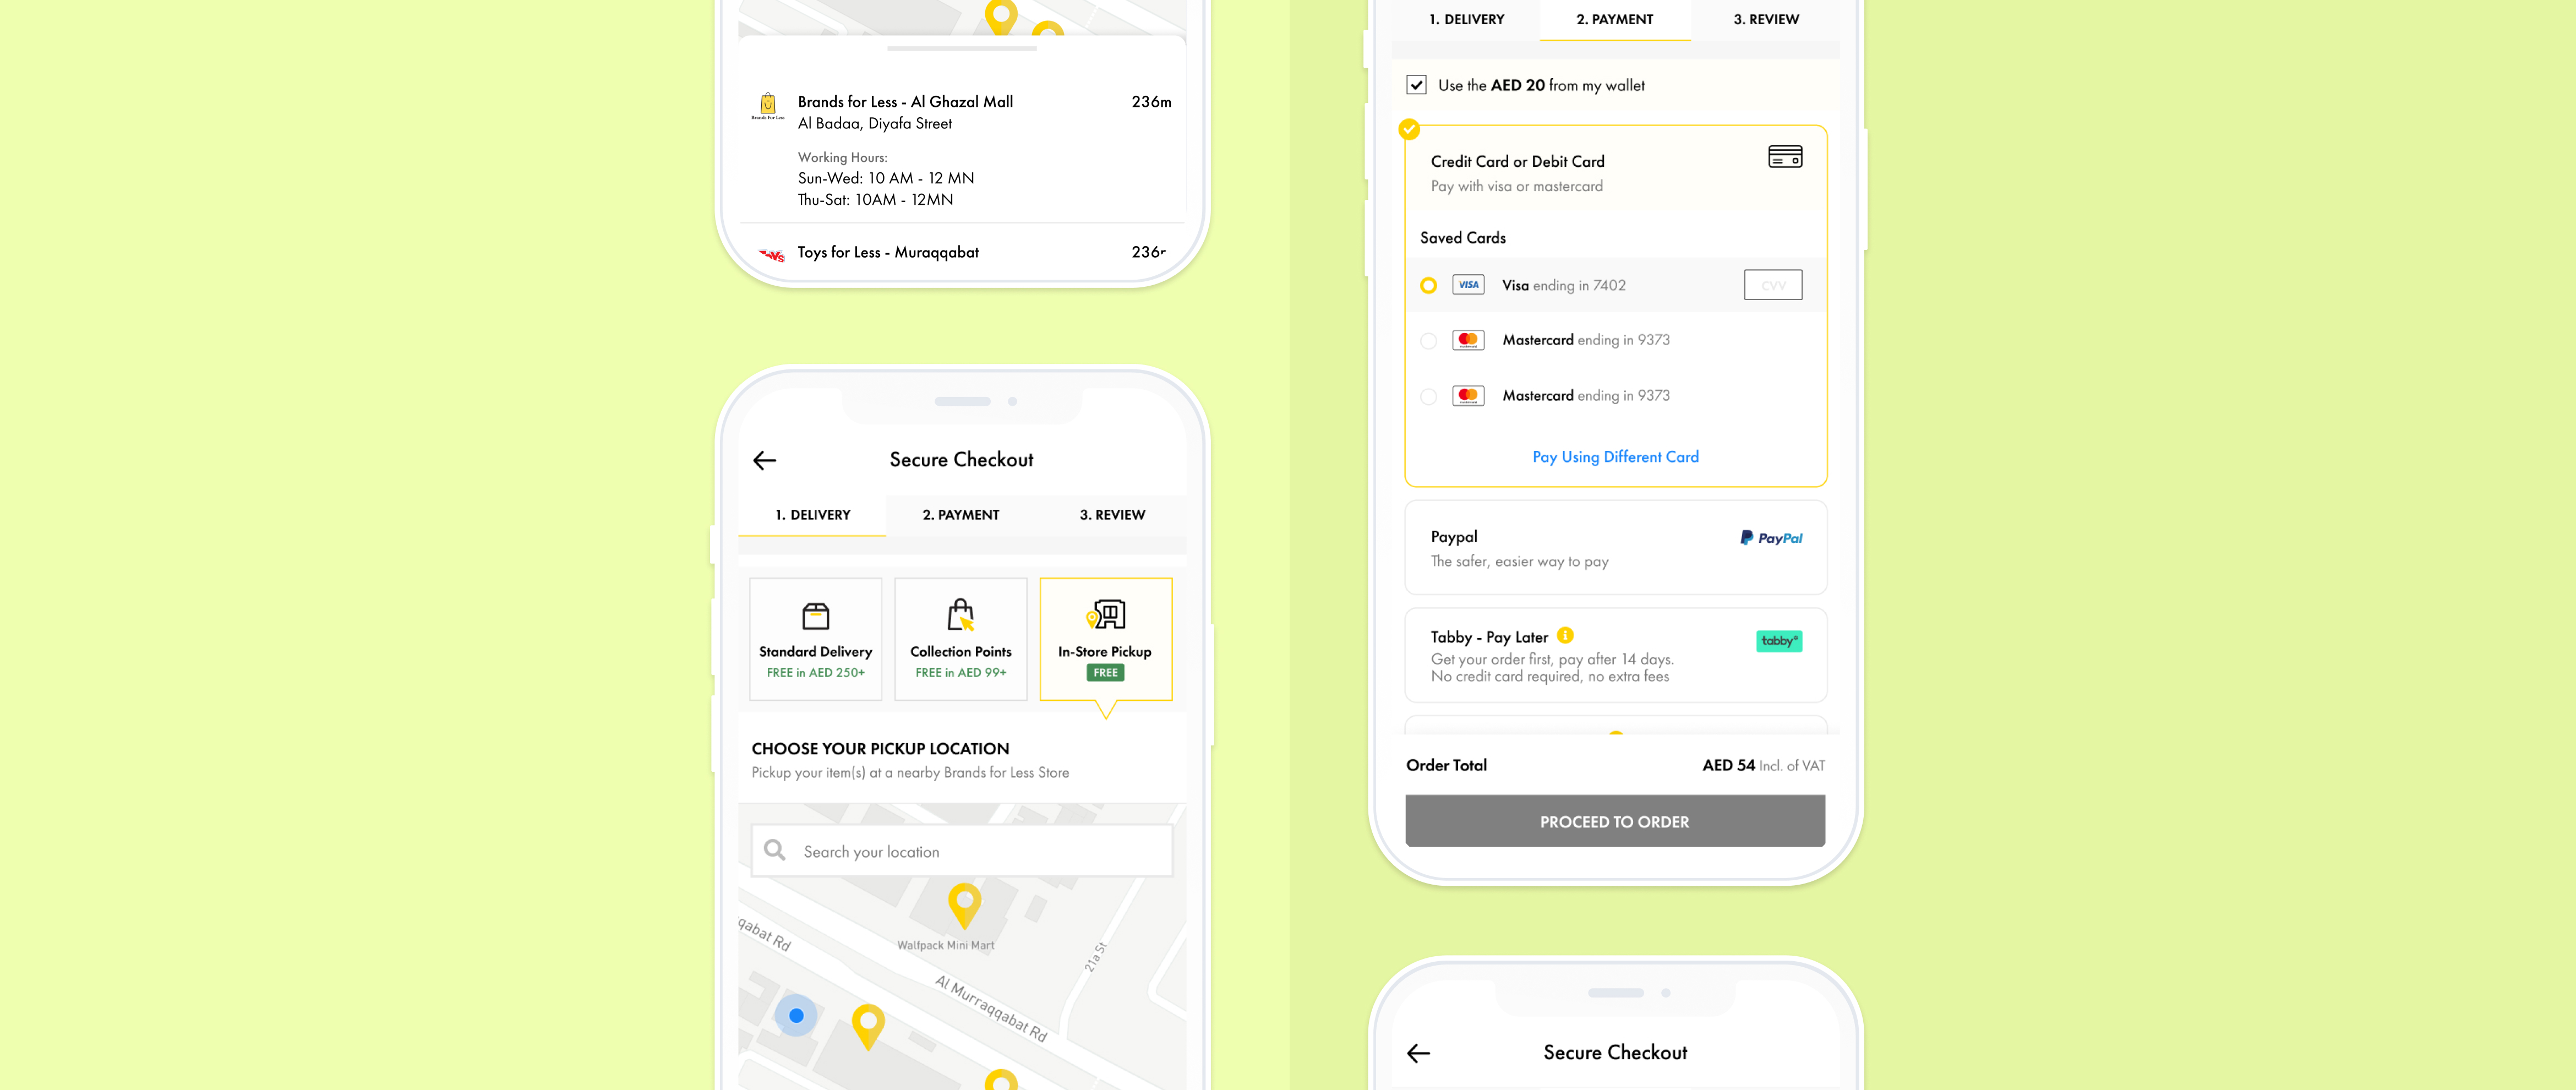 Brands for Less - Al Ghazal Mall
236m
Al Badaa, Diyafa Street
Brands For Less
Working Hours:
Sun-Wed: 10 AM - 12 MN
Thu-Sat: 10AM - 12MN
Toys for Less - Muraqqabat
Secure Checkout
1. DELIVERY
2. PAYMENT
3. REVIEW
Standard Delivery
FREE in AED 250+
Collection Points
FREE in AED 99+
In-Store Pickup
FREE
CHOOSE YOUR PICKUP LOCATION
Pickup your item(s) at a nearby Brands for Less Store
Search your location
Walfpack Mini Mart
qabat Rd
Al Murraqqabat Rd
21a St
1. DELIVERY
2. PAYMENT
3. REVIEW
Use the AED 20 from my wallet
Credit Card or Debit Card
Pay with visa or mastercard
Saved Cards
VISA
Visa ending in 7402
CVV
Mastercard ending in 9373
Mastercard ending in 9373
Pay Using Different Card
Paypal
PayPal
The safer, easier way to pay
Tabby - Pay Later
tabby
Get your order first, pay after 14 days.
No credit card required, no extra fees
Order Total
AED 54 Incl. of VAT
PROCEED TO ORDER
Secure Checkout